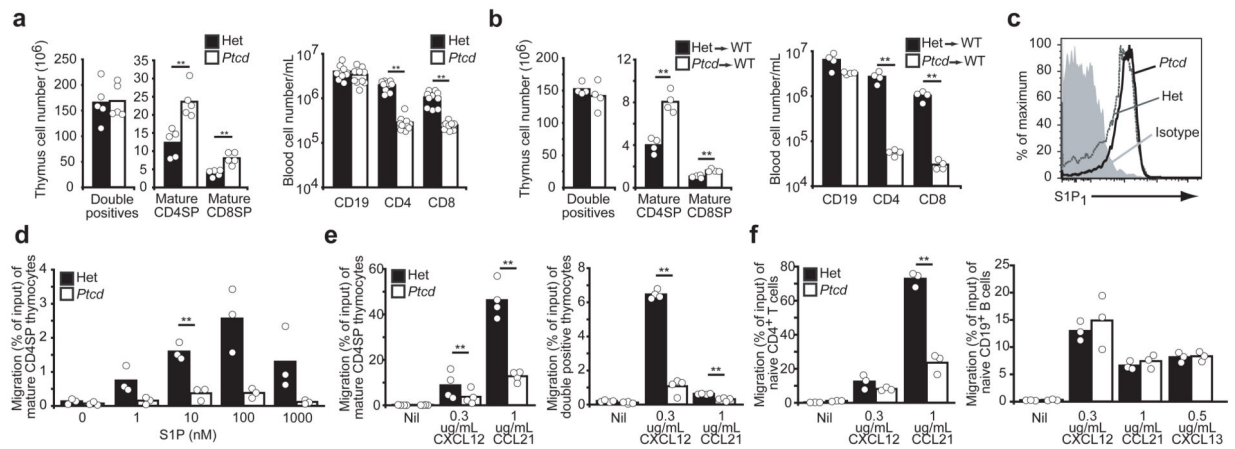 a
Thymus cell number (10⁶)
250
200
150
100
50
0
Double
positives
35
30
25
20
15
10
5
0
**
**
Mature
CD4SP
Mature
CD8SP
Het
Ptcd
Blood cell number/mL
10⁷
10⁶
10⁵
10⁴
**
**
CD19
CD4
CD8
b
Thymus cell number (10⁶)
200
150
100
50
0
Double
positives
12
8
4
0
**
**
Mature
CD4SP
Mature
CD8SP
Het→WT
Ptcd→WT
Blood cell number/mL
10⁷
10⁶
10⁵
10⁴
**
**
CD19
CD4
CD8
c
% of maximum
100
80
60
40
20
0
Ptcd
Het
Isotype
S1P₁
d
Migration (% of input) of
mature CD4SP thymocytes
4
3
2
1
0
Het
Ptcd
**
0
1
10
100
1000
S1P (nM)
e
Migration (% of input) of
mature CD4SP thymocytes
60
40
20
10
0
Het
Ptcd
**
**
Nil
0.3
1
ug/mL
CXCL12
ug/mL
CCL21
Migration (% of input) of
double positive thymocytes
8
6
4
2
0
**
**
Nil
0.3
1
ug/mL
CXCL12
ug/mL
CCL21
f
Migration (% of input) of
naive CD4⁺ T cells
80
60
40
20
0
Het
Ptcd
**
Nil
0.3
1
ug/mL
CXCL12
ug/mL
CCL21
Migration (% of input) of
naive CD19⁺ B cells
25
20
15
10
5
0
Nil
0.3
1
0.5
ug/mL
CXCL12
ug/mL
CCL21
ug/mL
CXCL13